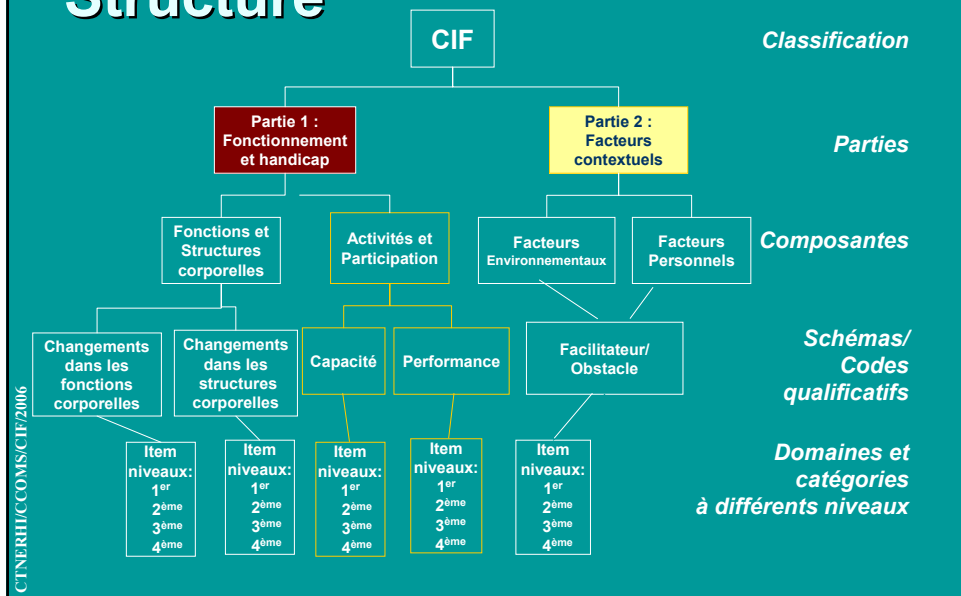 Structure
CIF
Classification
Partie 1 :
Fonctionnement
et handicap
Partie 2 :
Facteurs
contextuels
Parties
Fonctions et
Structures
corporelles
Activités et
Participation
Facteurs
Environnementaux
Facteurs
Personnels
Composantes
Changements
dans les
fonctions
corporelles
Changements
dans les
structures
corporelles
Capacité
Performance
Facilitateur/
Obstacle
Schémas/
Codes
qualificatifs
Item
niveaux:
1er
2ème
3ème
4ème
Item
niveaux:
1er
2ème
3ème
4ème
Item
niveaux:
1er
2ème
3ème
4ème
Item
niveaux:
1er
2ème
3ème
4ème
Item
niveaux:
1er
2ème
3ème
4ème
Domaines et
catégories
à différents niveaux
CTNERHI/CCOMS/CIF/2006